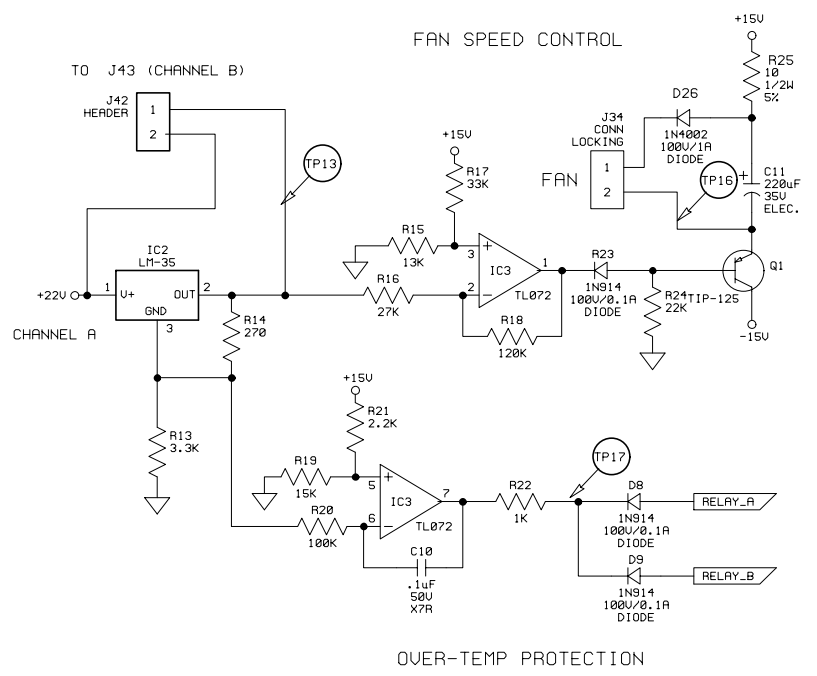 FAN SPEED CONTROL
+15V
R25
10
1/2W
5%
TO J43 (CHANNEL B)
J42
HEADER
1
2
TP13
+15V
R17
33K
D26
1N4002
100V/1A
DIODE
J34
CONN
LOCKING
1
2
FAN
TP16
+
C11
220uF
35V
ELEC.
R15
13K
IC2
LM-35
+22V
1
V+
OUT
2
GND
3
CHANNEL A
R14
270
R16
27K
3
+
2
-
1
IC3
TL072
R18
120K
R23
1N914
100V/0.1A
DIODE
R24
22K
TIP-125
Q1
-15V
R13
3.3K
+15V
R21
2.2K
R19
15K
R20
100K
5
+
6
-
7
IC3
TL072
C10
.1uF
50V
X7R
R22
1K
TP17
D8
1N914
100V/0.1A
DIODE
RELAY_A
D9
1N914
100V/0.1A
DIODE
RELAY_B
OVER-TEMP PROTECTION